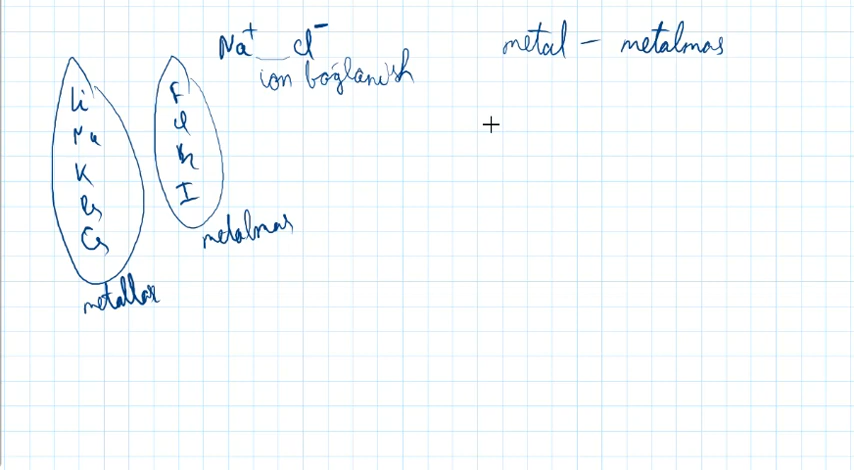 Na⁺ Cl⁻
ion bog'lanish
metal – metalmas
Li
Na
K
Rb
Cs
metallar
F
Cl
Br
I
metalmas